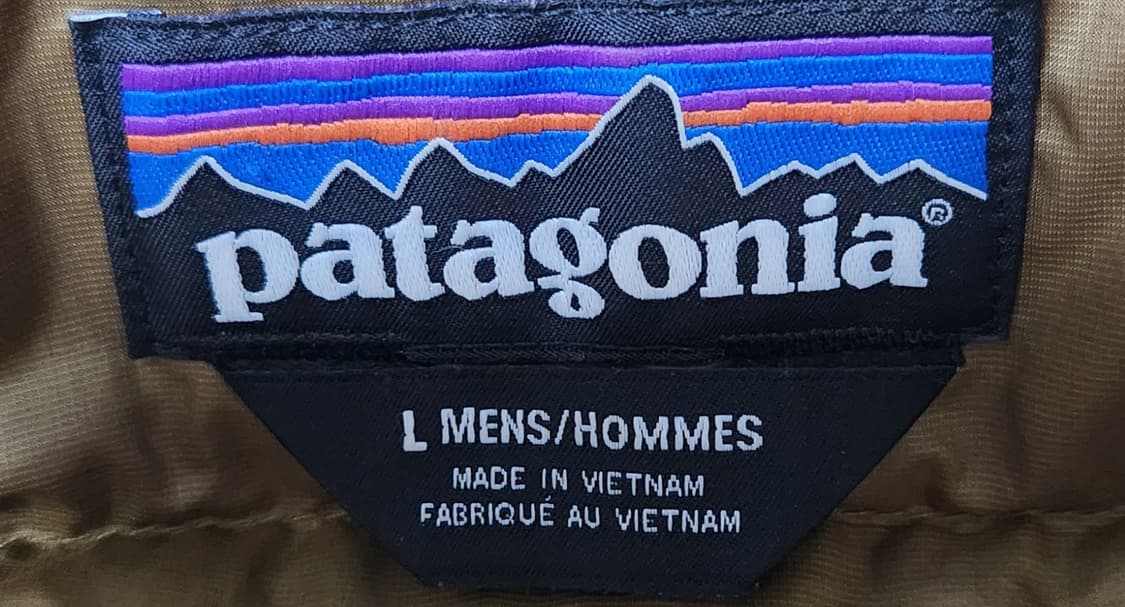 patagonia®
L MENS/HOMMES
MADE IN VIETNAM
FABRIQUÉ AU VIETNAM